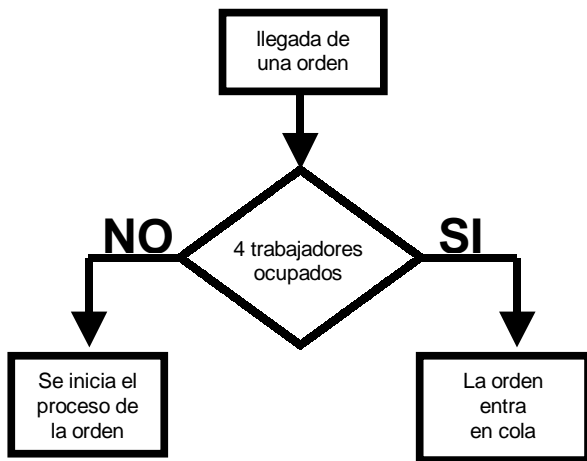 llegada de
una orden
NO
4 trabajadores
ocupados
SI
Se inicia el
proceso de
la orden
La orden
entra
en cola